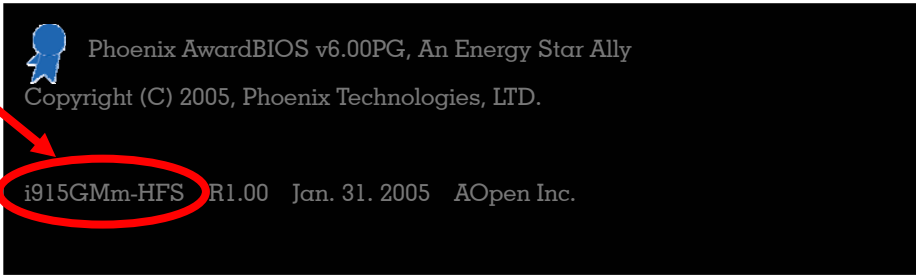 Phoenix AwardBIOS v6.00PG, An Energy Star Ally
Copyright (C) 2005, Phoenix Technologies, LTD.
i915GMm-HFS R1.00 Jan. 31. 2005 AOpen Inc.